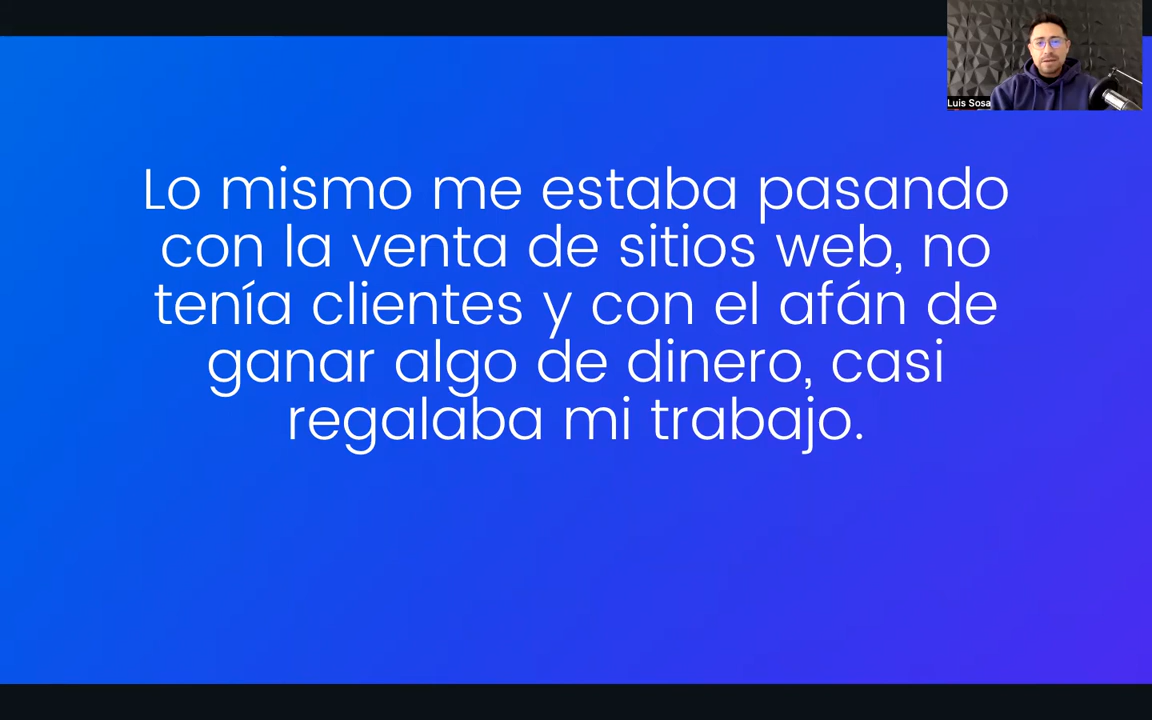 Luis Sosa
Lo mismo me estaba pasando
con la venta de sitios web, no
tenía clientes y con el afán de
ganar algo de dinero, casi
regalaba mi trabajo.